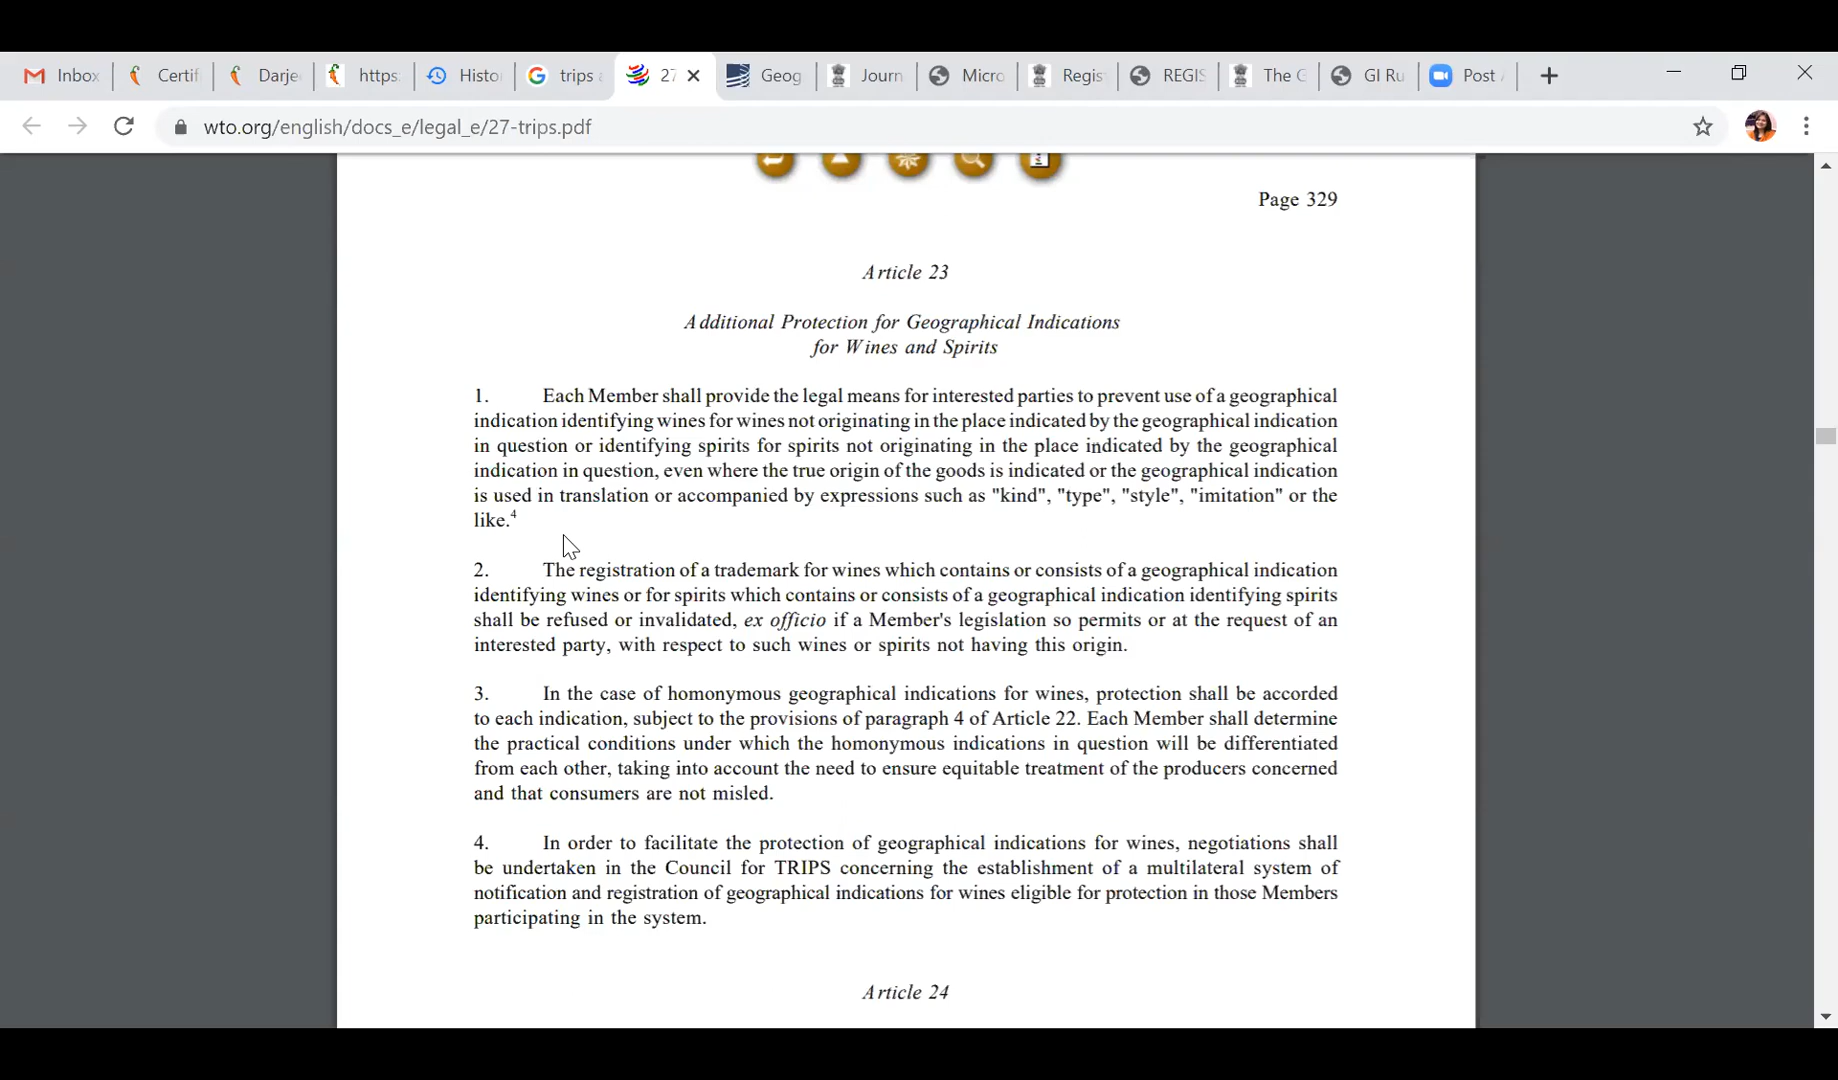 Inbox Certifi Darje https: Histo trips a 27 Geog Journ Micro Regis REGIS The G GI Ru Post
wto.org/english/docs_e/legal_e/27-trips.pdf
Page 329
Article 23
Additional Protection for Geographical Indications
for Wines and Spirits
1. Each Member shall provide the legal means for interested parties to prevent use of a geographical
indication identifying wines for wines not originating in the place indicated by the geographical indication
in question or identifying spirits for spirits not originating in the place indicated by the geographical
indication in question, even where the true origin of the goods is indicated or the geographical indication
is used in translation or accompanied by expressions such as "kind", "type", "style", "imitation" or the
like.4
2. The registration of a trademark for wines which contains or consists of a geographical indication
identifying wines or for spirits which contains or consists of a geographical indication identifying spirits
shall be refused or invalidated, ex officio if a Member's legislation so permits or at the request of an
interested party, with respect to such wines or spirits not having this origin.
3. In the case of homonymous geographical indications for wines, protection shall be accorded
to each indication, subject to the provisions of paragraph 4 of Article 22. Each Member shall determine
the practical conditions under which the homonymous indications in question will be differentiated
from each other, taking into account the need to ensure equitable treatment of the producers concerned
and that consumers are not misled.
4. In order to facilitate the protection of geographical indications for wines, negotiations shall
be undertaken in the Council for TRIPS concerning the establishment of a multilateral system of
notification and registration of geographical indications for wines eligible for protection in those Members
participating in the system.
Article 24